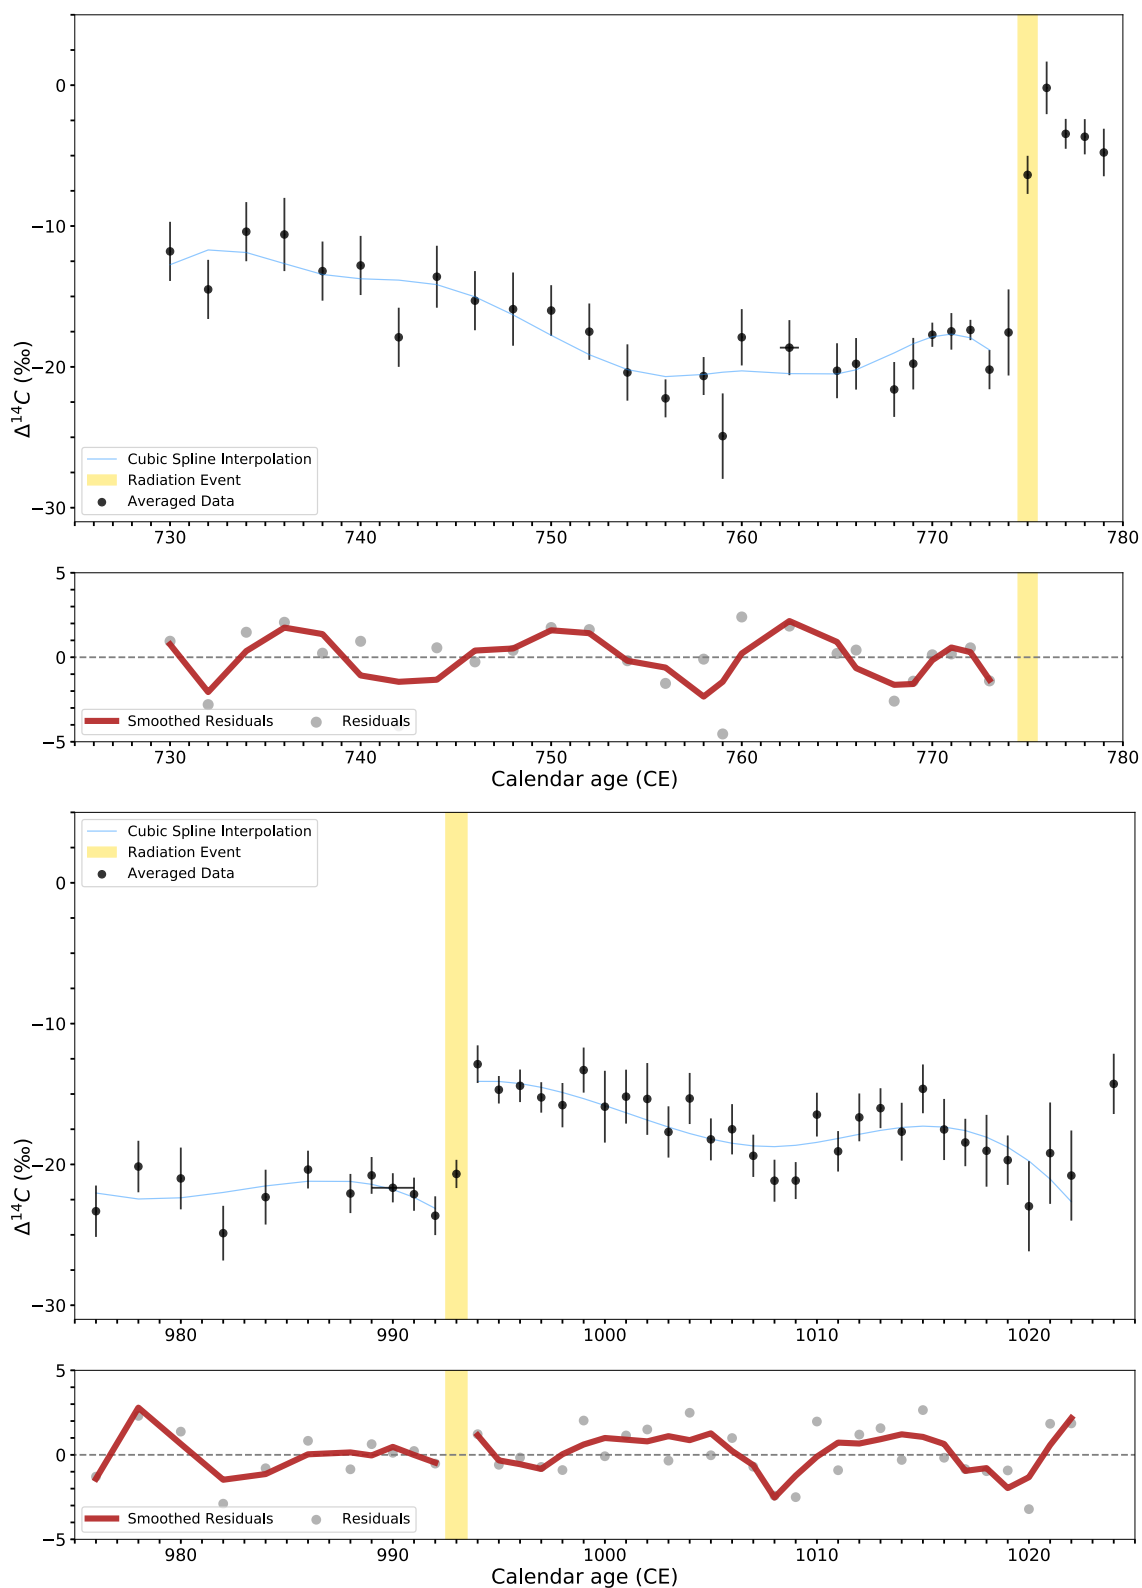 0
−10
−20
−30
Δ¹⁴C (‰)
Cubic Spline Interpolation
Radiation Event
Averaged Data
730 740 750 760 770 780
5
0
−5
Smoothed Residuals Residuals
730 740 750 760 770 780
Calendar age (CE)
Cubic Spline Interpolation
Radiation Event
Averaged Data
0
−10
−20
−30
Δ¹⁴C (‰)
980 990 1000 1010 1020
5
0
−5
Smoothed Residuals Residuals
980 990 1000 1010 1020
Calendar age (CE)